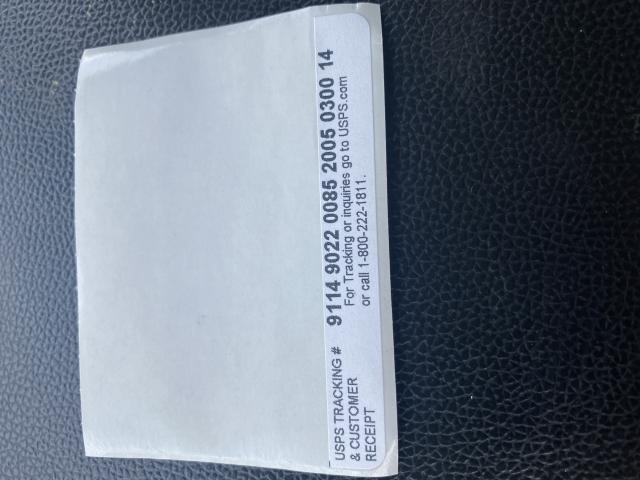 USPS TRACKING #
& CUSTOMER
RECEIPT
9114 9022 0085 2005 0300 14
For Tracking or inquiries go to USPS.com
or call 1-800-222-1811.